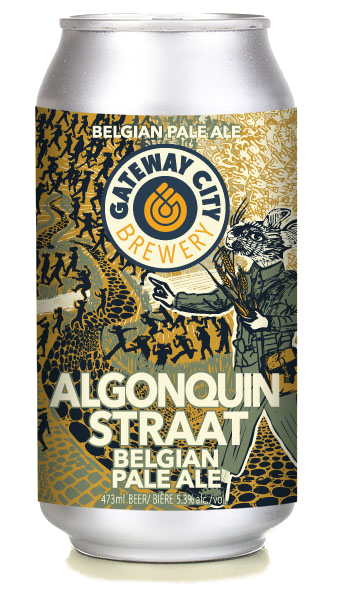 BELGIAN PALE ALE
GATEWAY CITY
BREWERY
ALGONQUIN
STRAAT
BELGIAN
PALE ALE
473ml BEER/ BIÈRE 5.3% alc./vol.